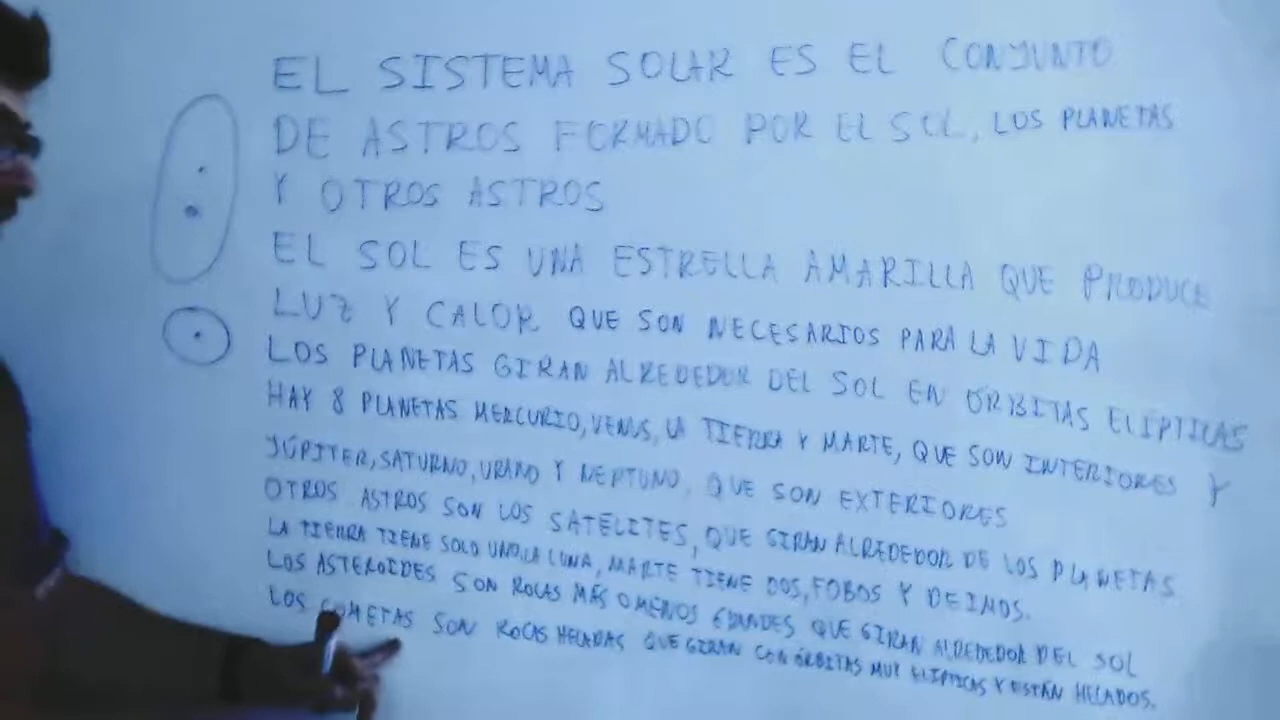 EL SISTEMA SOLAR ES EL CONJUNTO
DE ASTROS FORMADO POR EL SOL, LOS PLANETAS
Y OTROS ASTROS
EL SOL ES UNA ESTRELLA AMARILLA QUE PRODUCE
LUZ Y CALOR QUE SON NECESARIOS PARA LA VIDA
LOS PLANETAS GIRAN ALREDEDOR DEL SOL EN ÓRBITAS ELÍPTICAS
HAY 8 PLANETAS MERCURIO, VENUS, LA TIERRA Y MARTE, QUE SON INTERIORES Y
JÚPITER, SATURNO, URANO Y NEPTUNO, QUE SON EXTERIORES
OTROS ASTROS SON LOS SATÉLITES, QUE GIRAN ALREDEDOR DE LOS PLANETAS
LA TIERRA TIENE SOLO UNO, LA LUNA, MARTE TIENE DOS, FOBOS Y DEIMOS.
LOS ASTEROIDES SON ROCAS MÁS O MENOS GRANDES QUE GIRAN ALREDEDOR DEL SOL
LOS COMETAS SON ROCAS HELADAS QUE GIRAN CON ÓRBITAS MUY ELÍPTICAS Y ESTÁN HELADOS.